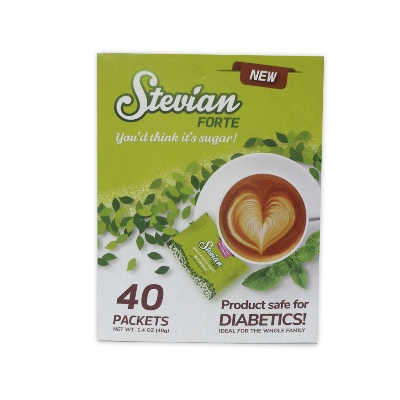 NEW
Stevian
FORTE
You'd think it's sugar!
Stevian
40
PACKETS
NET WT. 1.4 OZ (40g)
Product safe for
DIABETICS!
IDEAL FOR THE WHOLE FAMILY